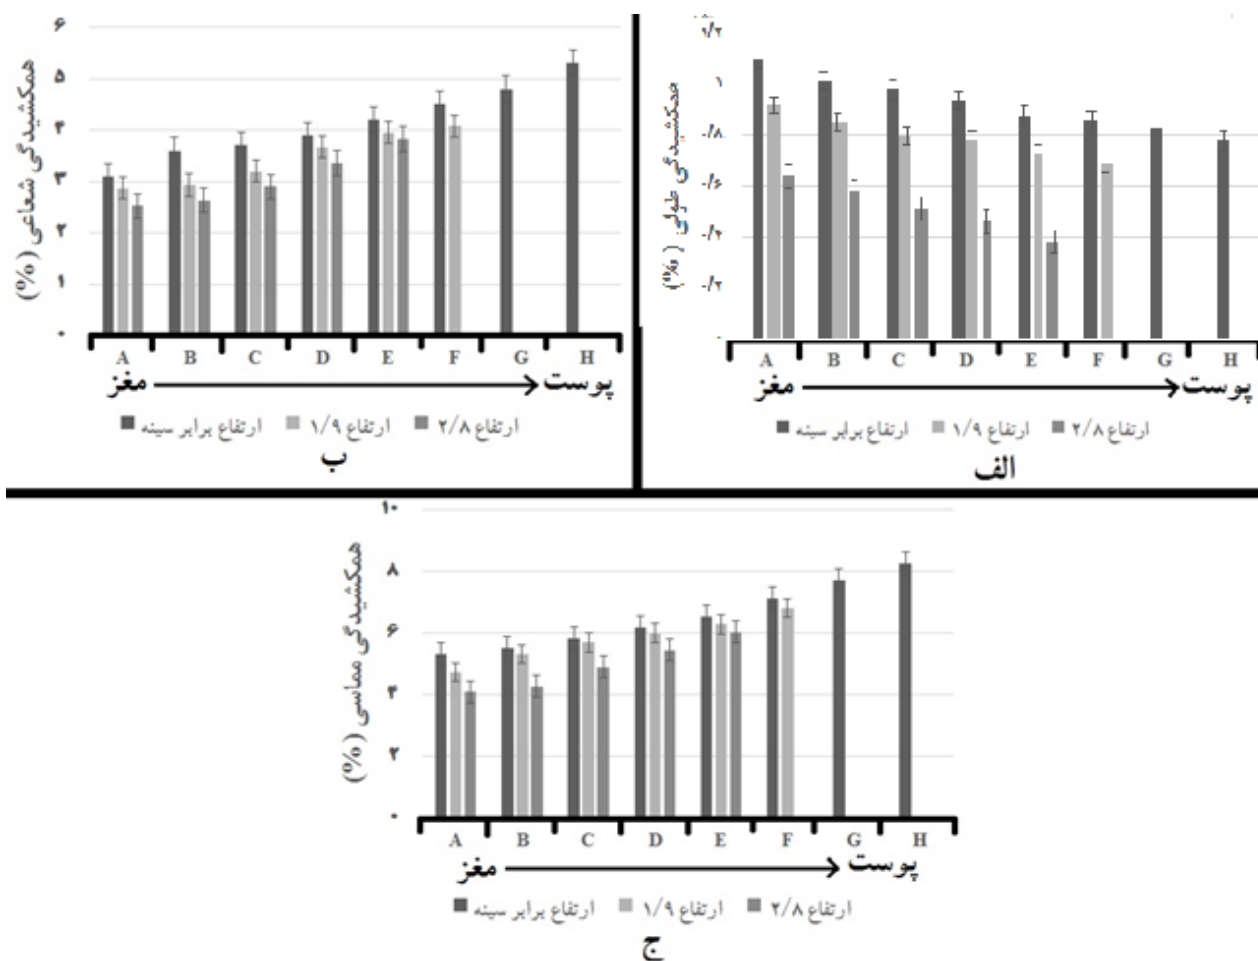 همکشیدگی شعاعی (%)
۶
۵
۴
۳
۲
۱
۰
A B C D E F G H
مغز پوست
ارتفاع برابر سینه ارتفاع ۱/۹ ارتفاع ۲/۸
ب
همکشیدگی طولی (%)
۱/۲
۱
۰/۸
۰/۶
۰/۴
۰/۲
۰
A B C D E F G H
مغز پوست
ارتفاع برابر سینه ارتفاع ۱/۹ ارتفاع ۲/۸
الف
همکشیدگی مماسی (%)
۱۰
۸
۶
۴
۲
۰
A B C D E F G H
مغز پوست
ارتفاع برابر سینه ارتفاع ۱/۹ ارتفاع ۲/۸
ج